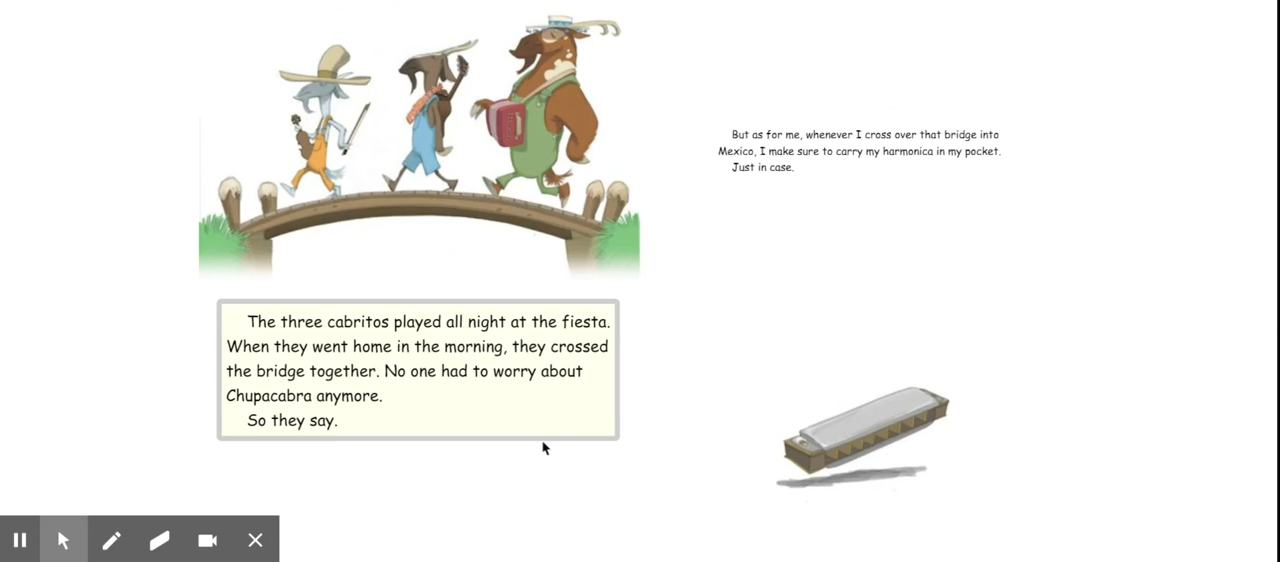 The three cabritos played all night at the fiesta.
When they went home in the morning, they crossed
the bridge together. No one had to worry about
Chupacabra anymore.
So they say.
But as for me, whenever I cross over that bridge into
Mexico, I make sure to carry my harmonica in my pocket.
Just in case.